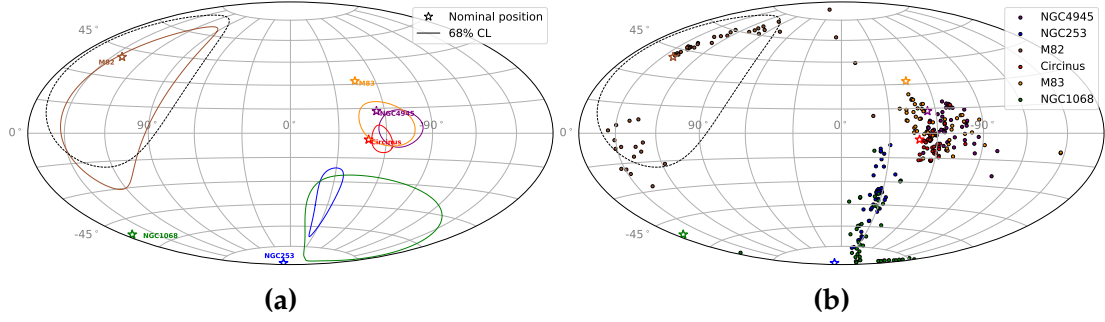 Nominal position
68% CL
45°
M82
M83
NGC4945
0°
90°
0°
-90°
Circinus
-45°
NGC1068
NGC253
(a)
NGC4945
NGC253
M82
Circinus
M83
NGC1068
45°
0°
90°
0°
-90°
-45°
(b)